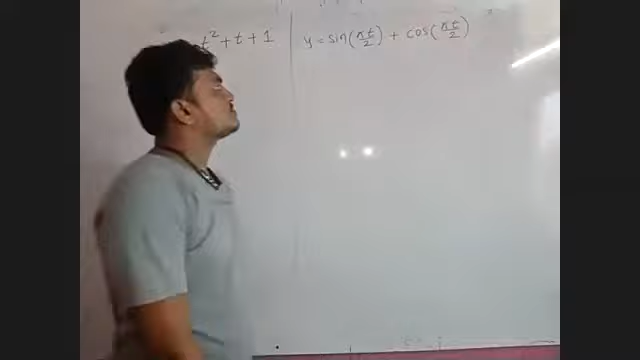 t² + t + 1
y = sin(πt/2) + cos(πt/2)